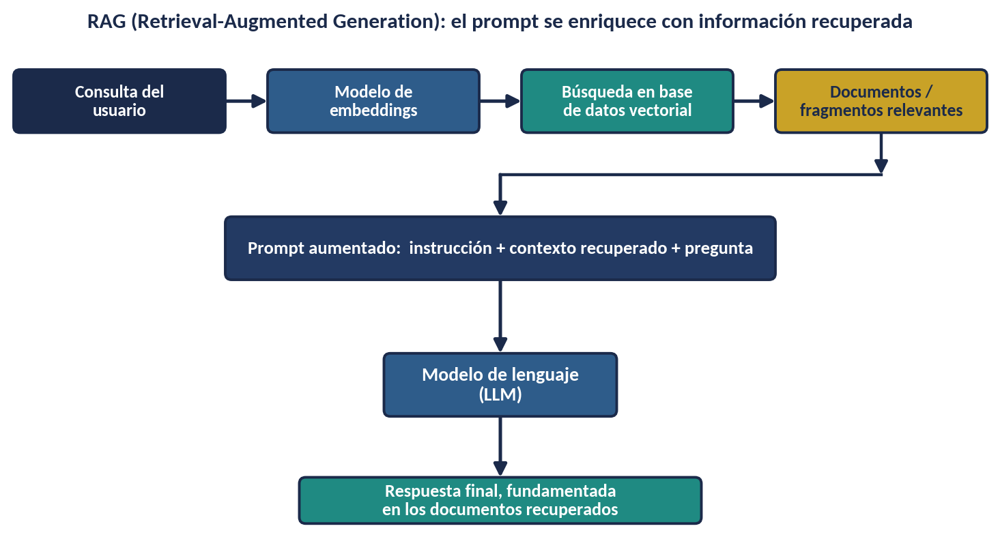 RAG (Retrieval-Augmented Generation): el prompt se enriquece con información recuperada
Consulta del
usuario
Modelo de
embeddings
Búsqueda en base
de datos vectorial
Documentos /
fragmentos relevantes
Prompt aumentado:  instrucción + contexto recuperado + pregunta
Modelo de lenguaje
(LLM)
Respuesta final, fundamentada
en los documentos recuperados